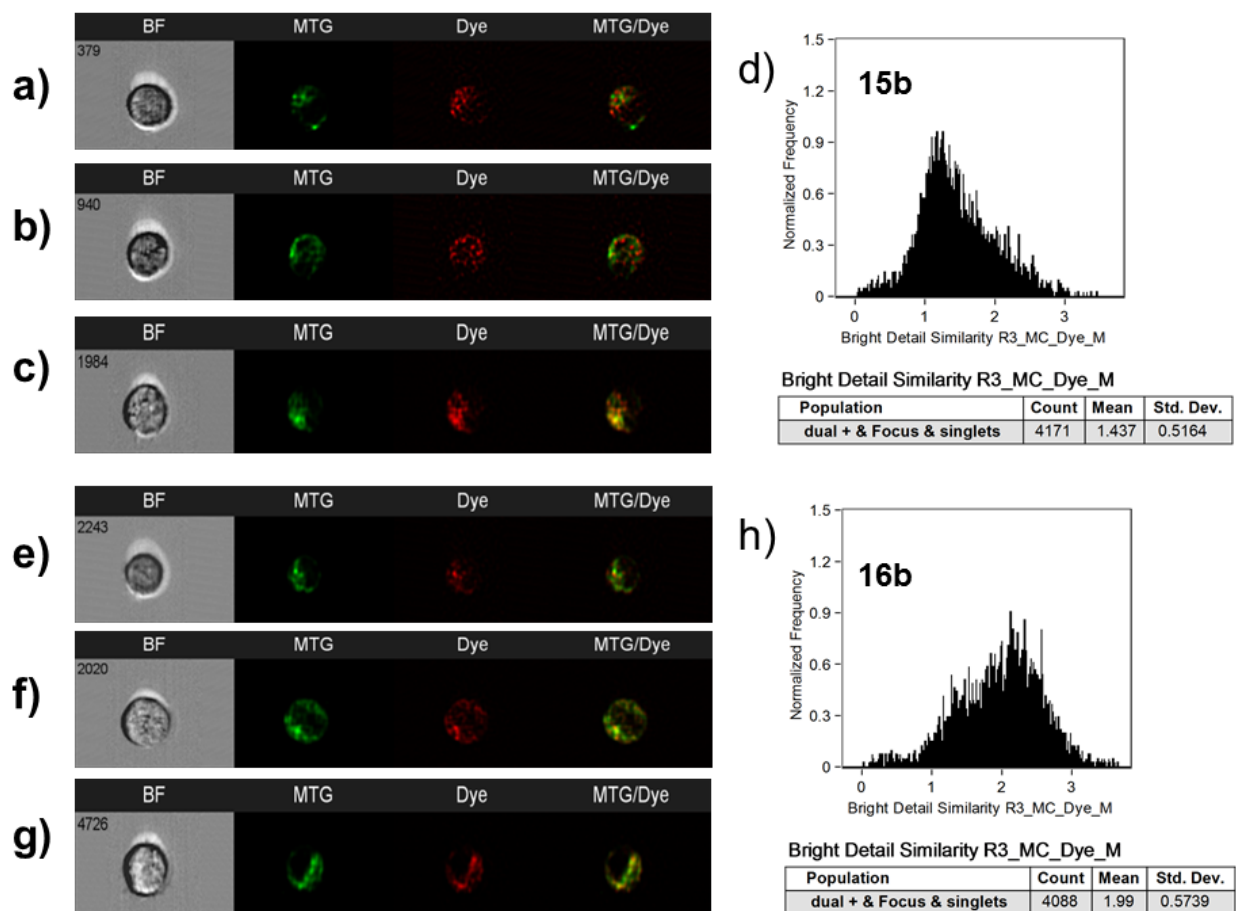 a)
BF MTG Dye MTG/Dye
379
b)
BF MTG Dye MTG/Dye
940
c)
BF MTG Dye MTG/Dye
1984
d)
15b
1.5
1.2
0.9
0.6
0.3
0
Normalized Frequency
0 1 2 3
Bright Detail Similarity R3_MC_Dye_M
Bright Detail Similarity R3_MC_Dye_M
Population Count Mean Std. Dev.
dual + & Focus & singlets 4171 1.437 0.5164
e)
BF MTG Dye MTG/Dye
2243
f)
BF MTG Dye MTG/Dye
2020
g)
BF MTG Dye MTG/Dye
4726
h)
16b
1.5
1.2
0.9
0.6
0.3
0
Normalized Frequency
0 1 2 3
Bright Detail Similarity R3_MC_Dye_M
Bright Detail Similarity R3_MC_Dye_M
Population Count Mean Std. Dev.
dual + & Focus & singlets 4088 1.99 0.5739